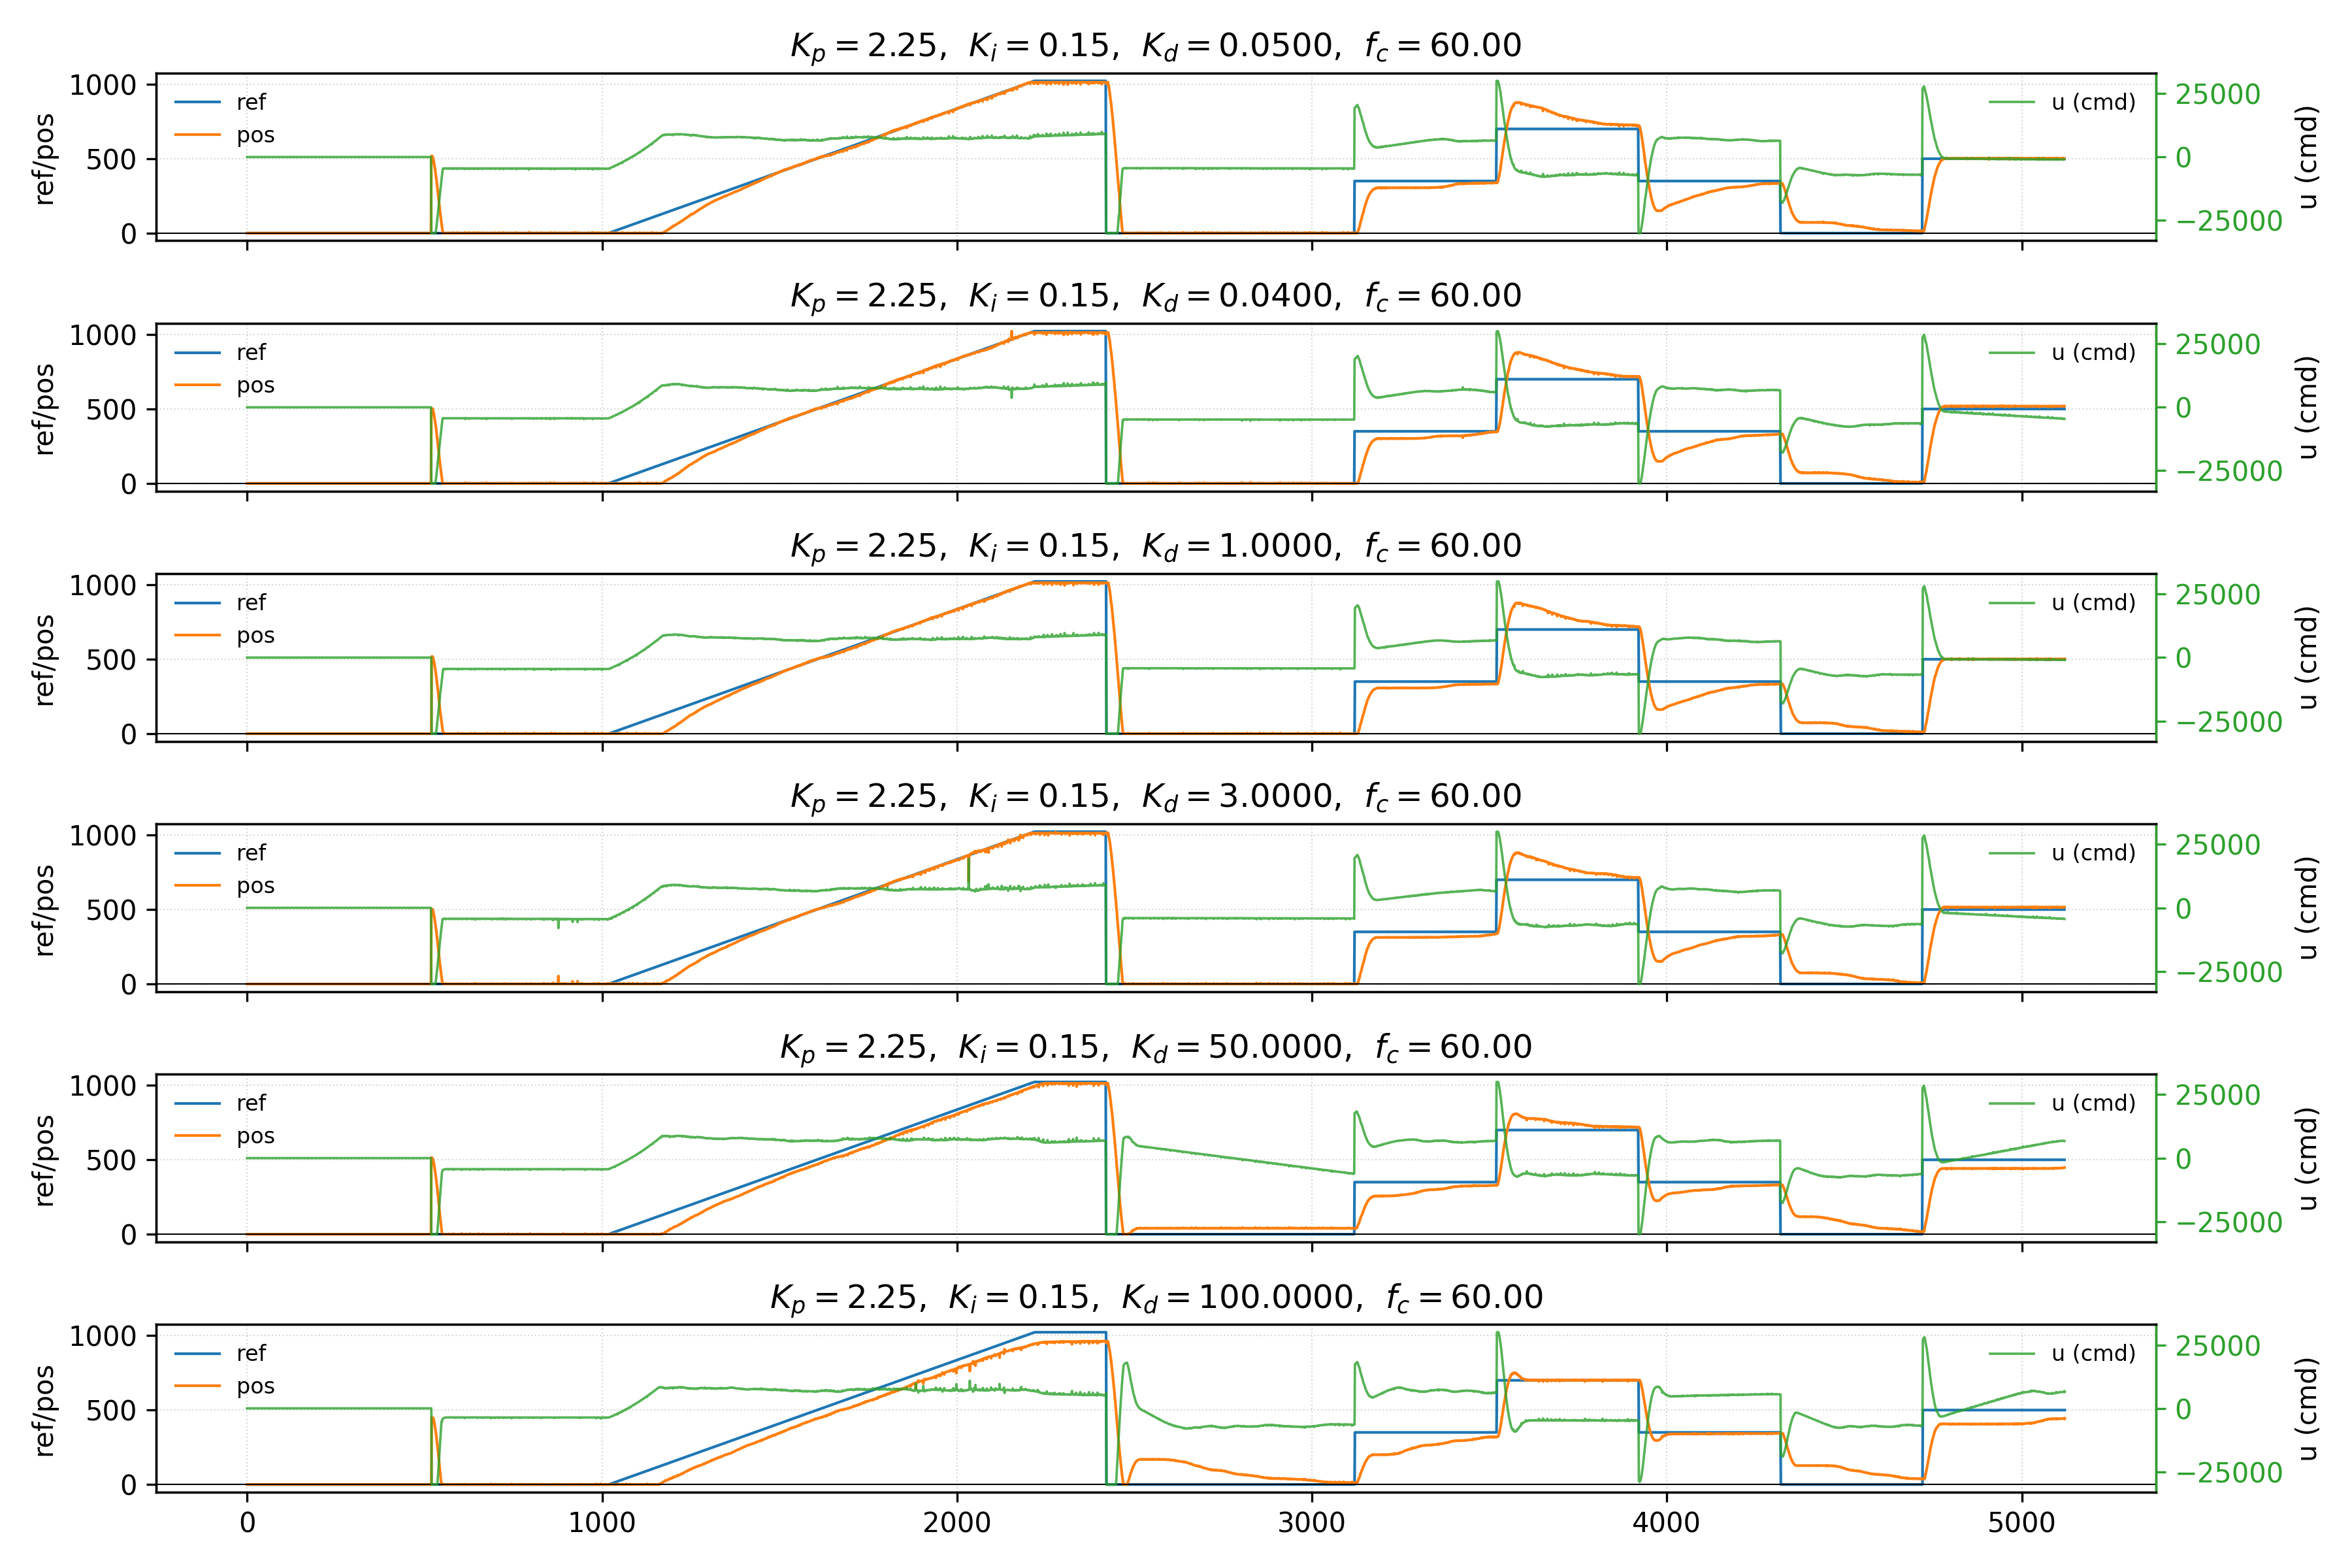 K_p = 2.25, K_i = 0.15, K_d = 0.0500, f_c = 60.00
1000
500
0
ref/pos
ref
pos
u (cmd)
25000
0
−25000
u (cmd)
K_p = 2.25, K_i = 0.15, K_d = 0.0400, f_c = 60.00
1000
500
0
ref/pos
ref
pos
u (cmd)
25000
0
−25000
u (cmd)
K_p = 2.25, K_i = 0.15, K_d = 1.0000, f_c = 60.00
1000
500
0
ref/pos
ref
pos
u (cmd)
25000
0
−25000
u (cmd)
K_p = 2.25, K_i = 0.15, K_d = 3.0000, f_c = 60.00
1000
500
0
ref/pos
ref
pos
u (cmd)
25000
0
−25000
u (cmd)
K_p = 2.25, K_i = 0.15, K_d = 50.0000, f_c = 60.00
1000
500
0
ref/pos
ref
pos
u (cmd)
25000
0
−25000
u (cmd)
K_p = 2.25, K_i = 0.15, K_d = 100.0000, f_c = 60.00
1000
500
0
ref/pos
ref
pos
u (cmd)
25000
0
−25000
u (cmd)
0 1000 2000 3000 4000 5000